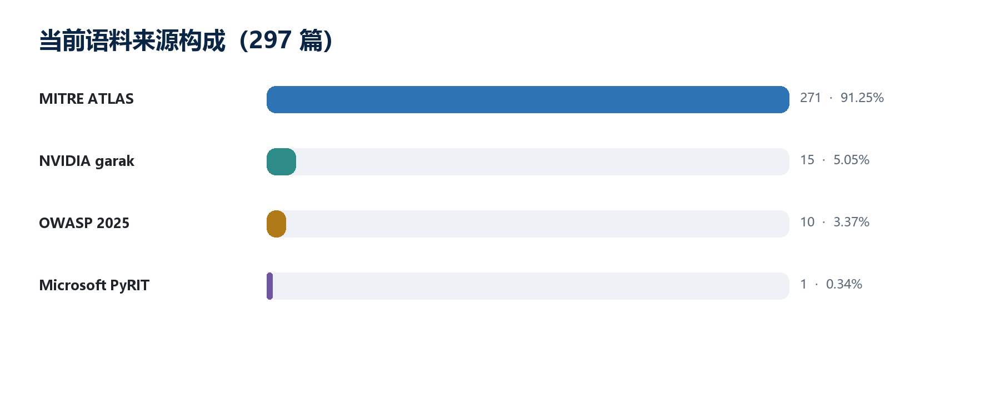 当前语料来源构成 (297 篇)
MITRE ATLAS 271 · 91.25%
NVIDIA garak 15 · 5.05%
OWASP 2025 10 · 3.37%
Microsoft PyRIT 1 · 0.34%